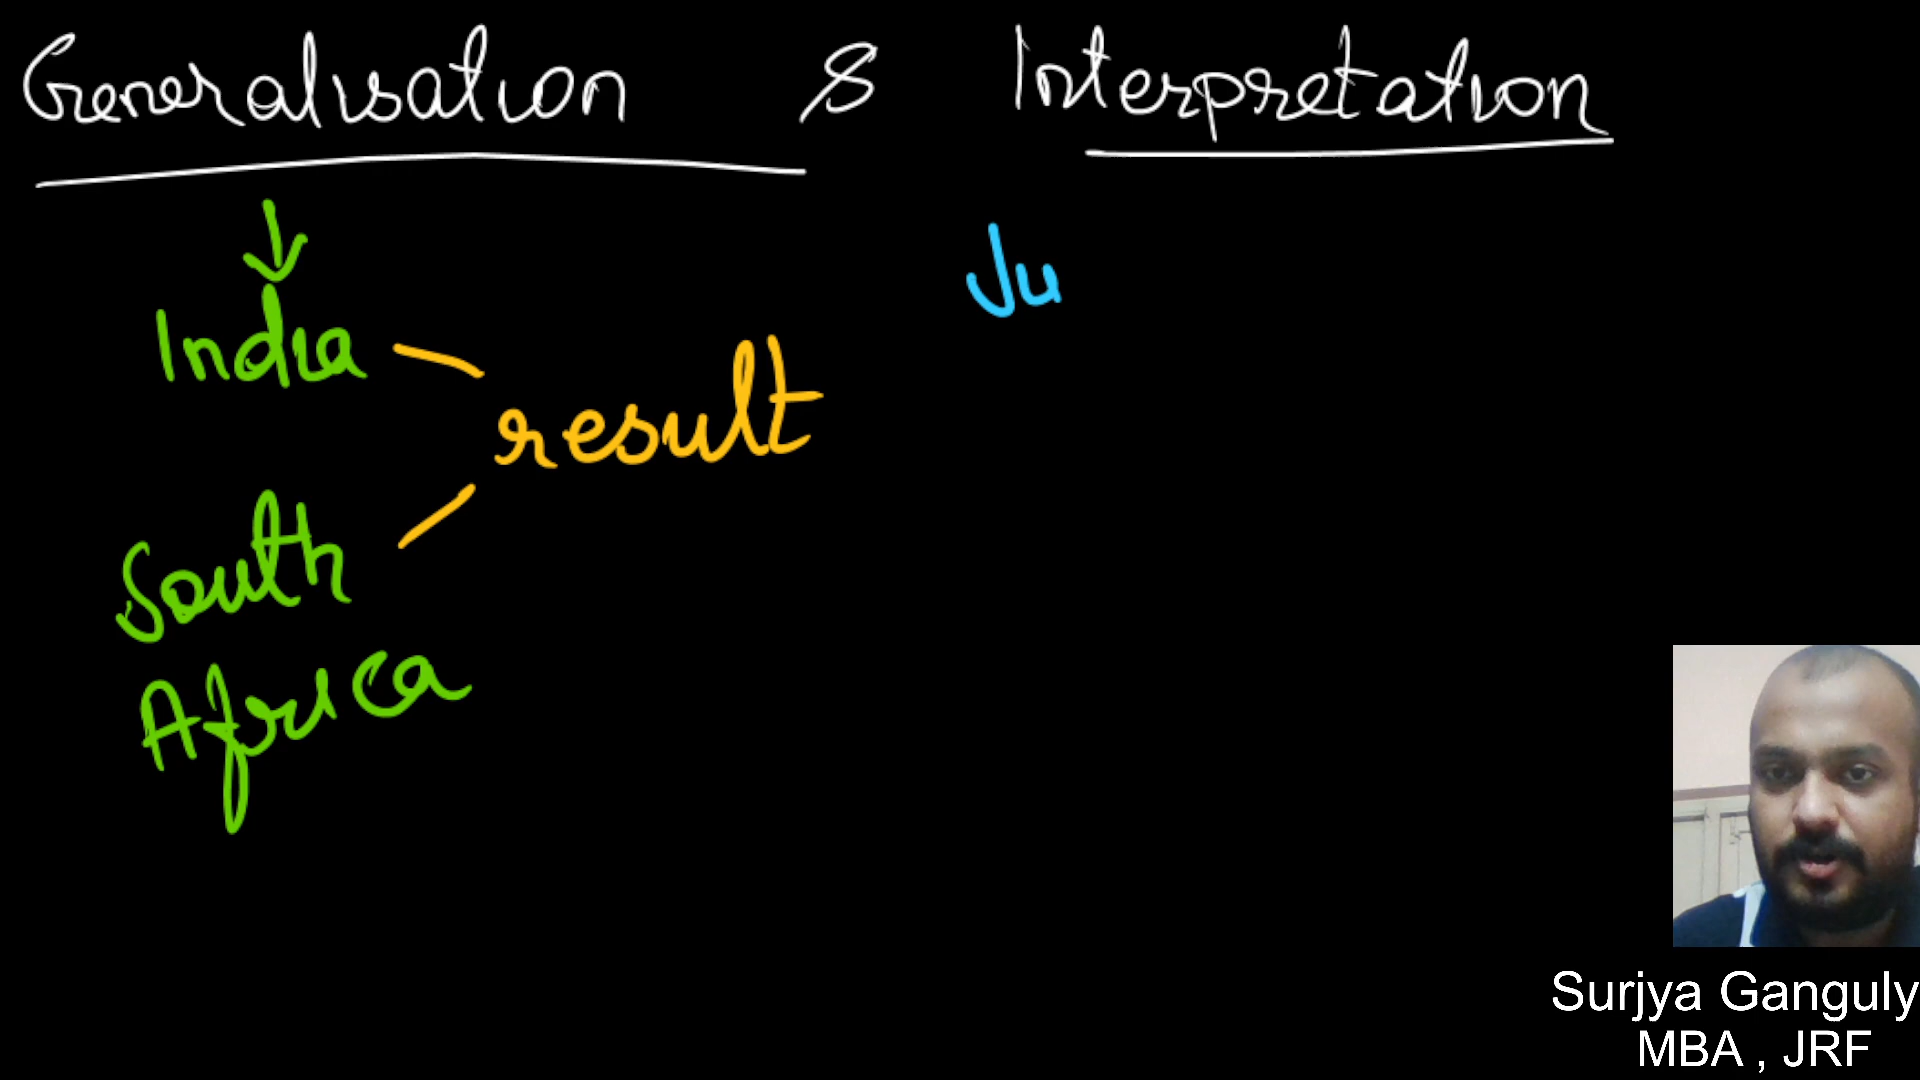 Generalisation & Interpretation
Ju
India
result
South
Africa
Surjya Ganguly
MBA , JRF